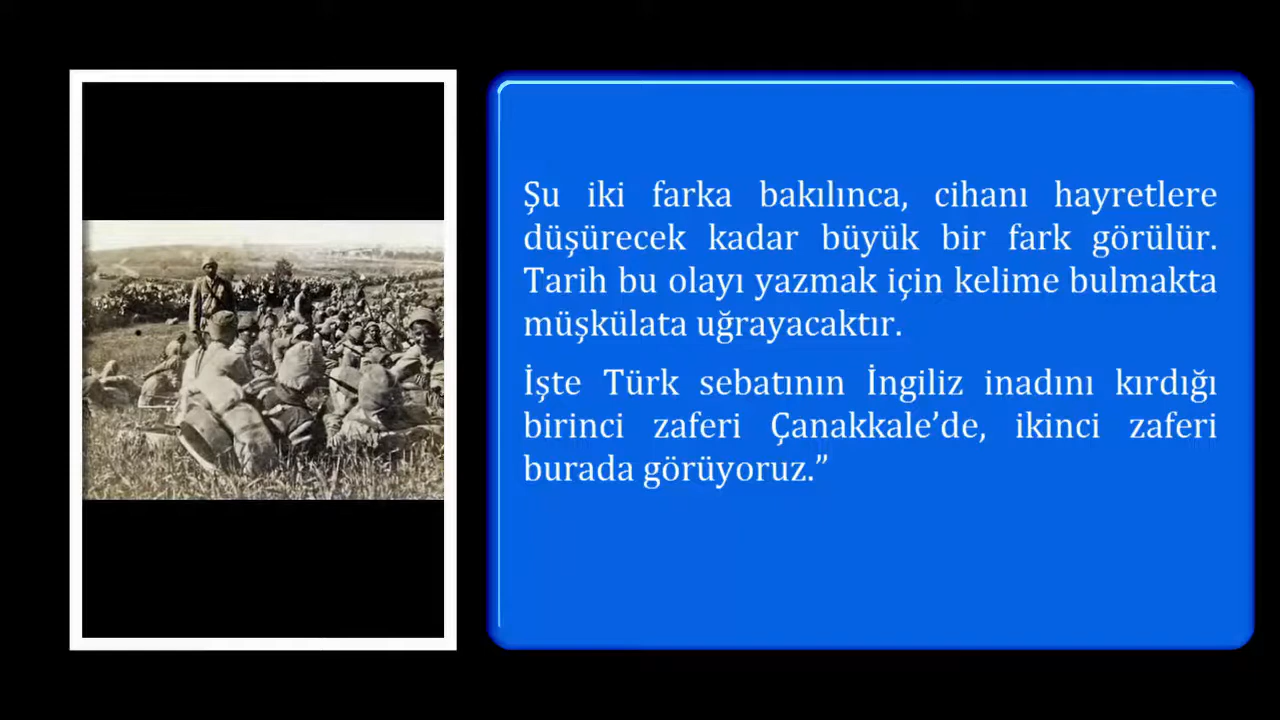 Şu iki farka bakılınca, cihanı hayretlere
düşürecek kadar büyük bir fark görülür.
Tarih bu olayı yazmak için kelime bulmakta
müşkülata uğrayacaktır.
İşte Türk sebatının İngiliz inadını kırdığı
birinci zaferi Çanakkale’de, ikinci zaferi
burada görüyoruz.”